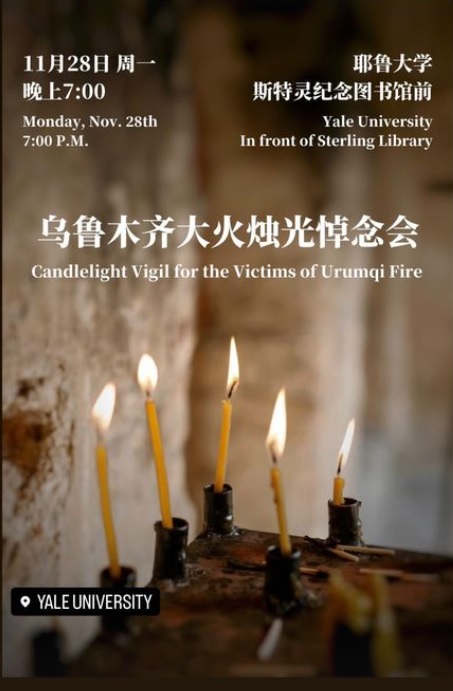 11月28日 周一
晚上7:00
Monday, Nov. 28th
7:00 P.M.
耶鲁大学
斯特灵纪念图书馆前
Yale University
In front of Sterling Library
乌鲁木齐大火烛光悼念会
Candlelight Vigil for the Victims of Urumqi Fire
YALE UNIVERSITY